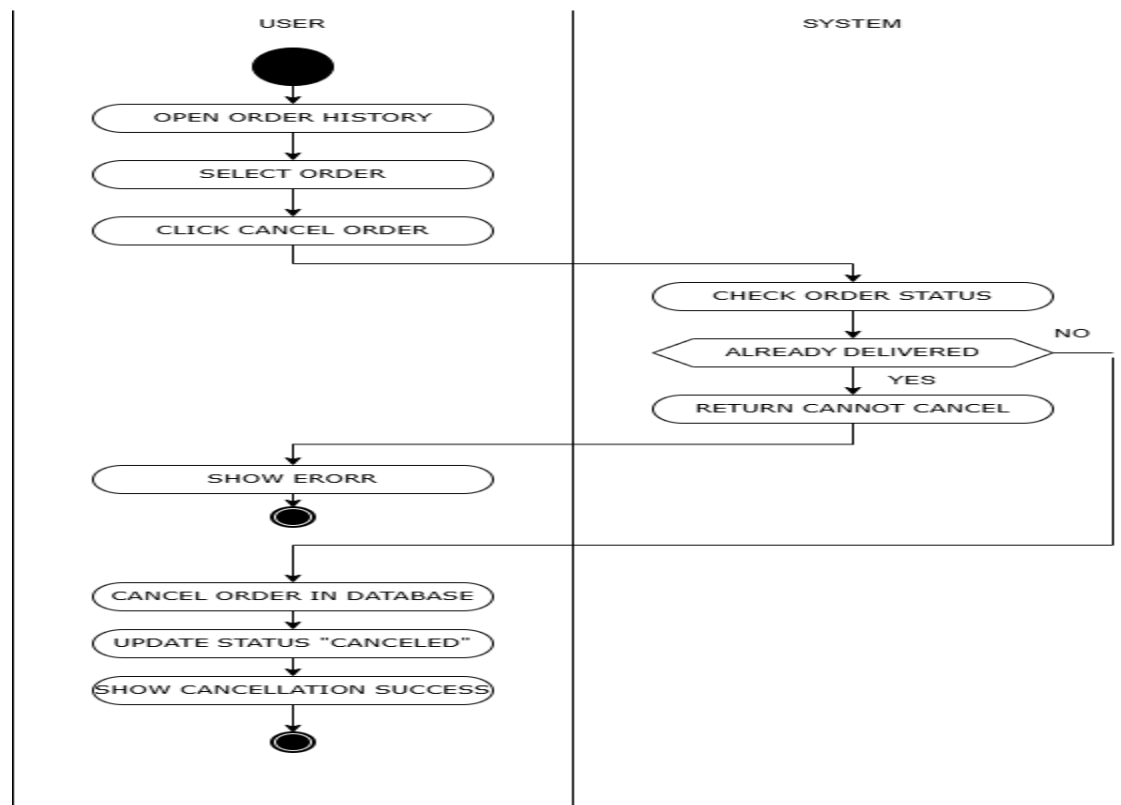 USER
SYSTEM
OPEN ORDER HISTORY
SELECT ORDER
CLICK CANCEL ORDER
CHECK ORDER STATUS
NO
ALREADY DELIVERED
YES
RETURN CANNOT CANCEL
SHOW ERORR
CANCEL ORDER IN DATABASE
UPDATE STATUS "CANCELED"
SHOW CANCELLATION SUCCESS